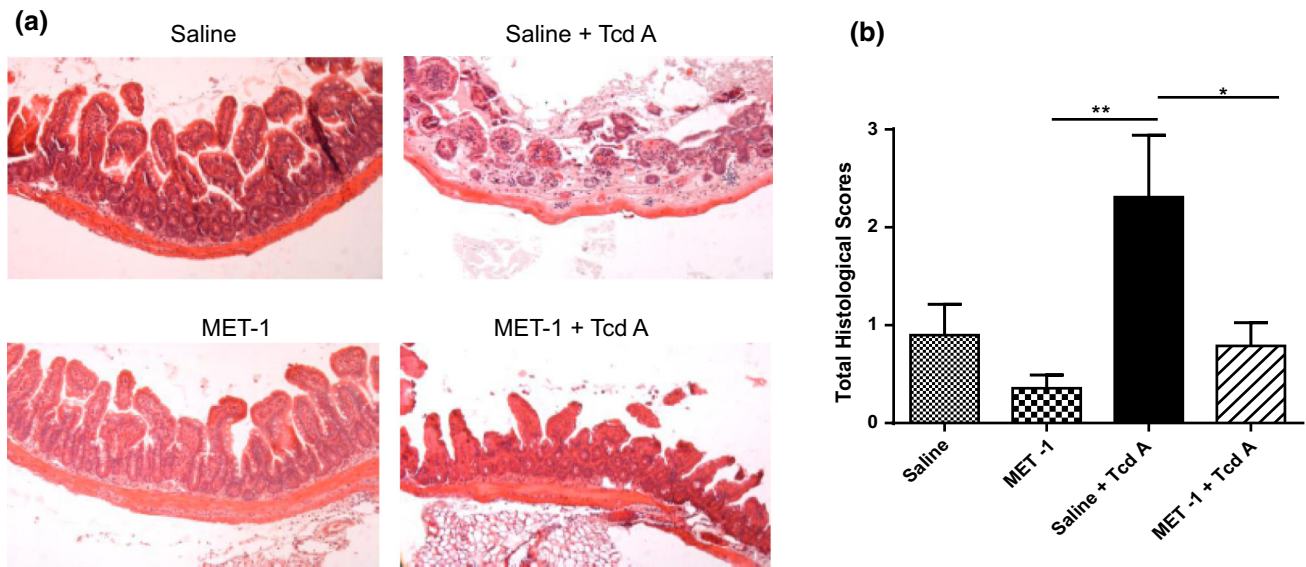 (a)
Saline
Saline + Tcd A
MET-1
MET-1 + Tcd A
(b)
**
*
Total Histological Scores
3
2
1
0
Saline
MET -1
Saline + Tcd A
MET -1 + Tcd A